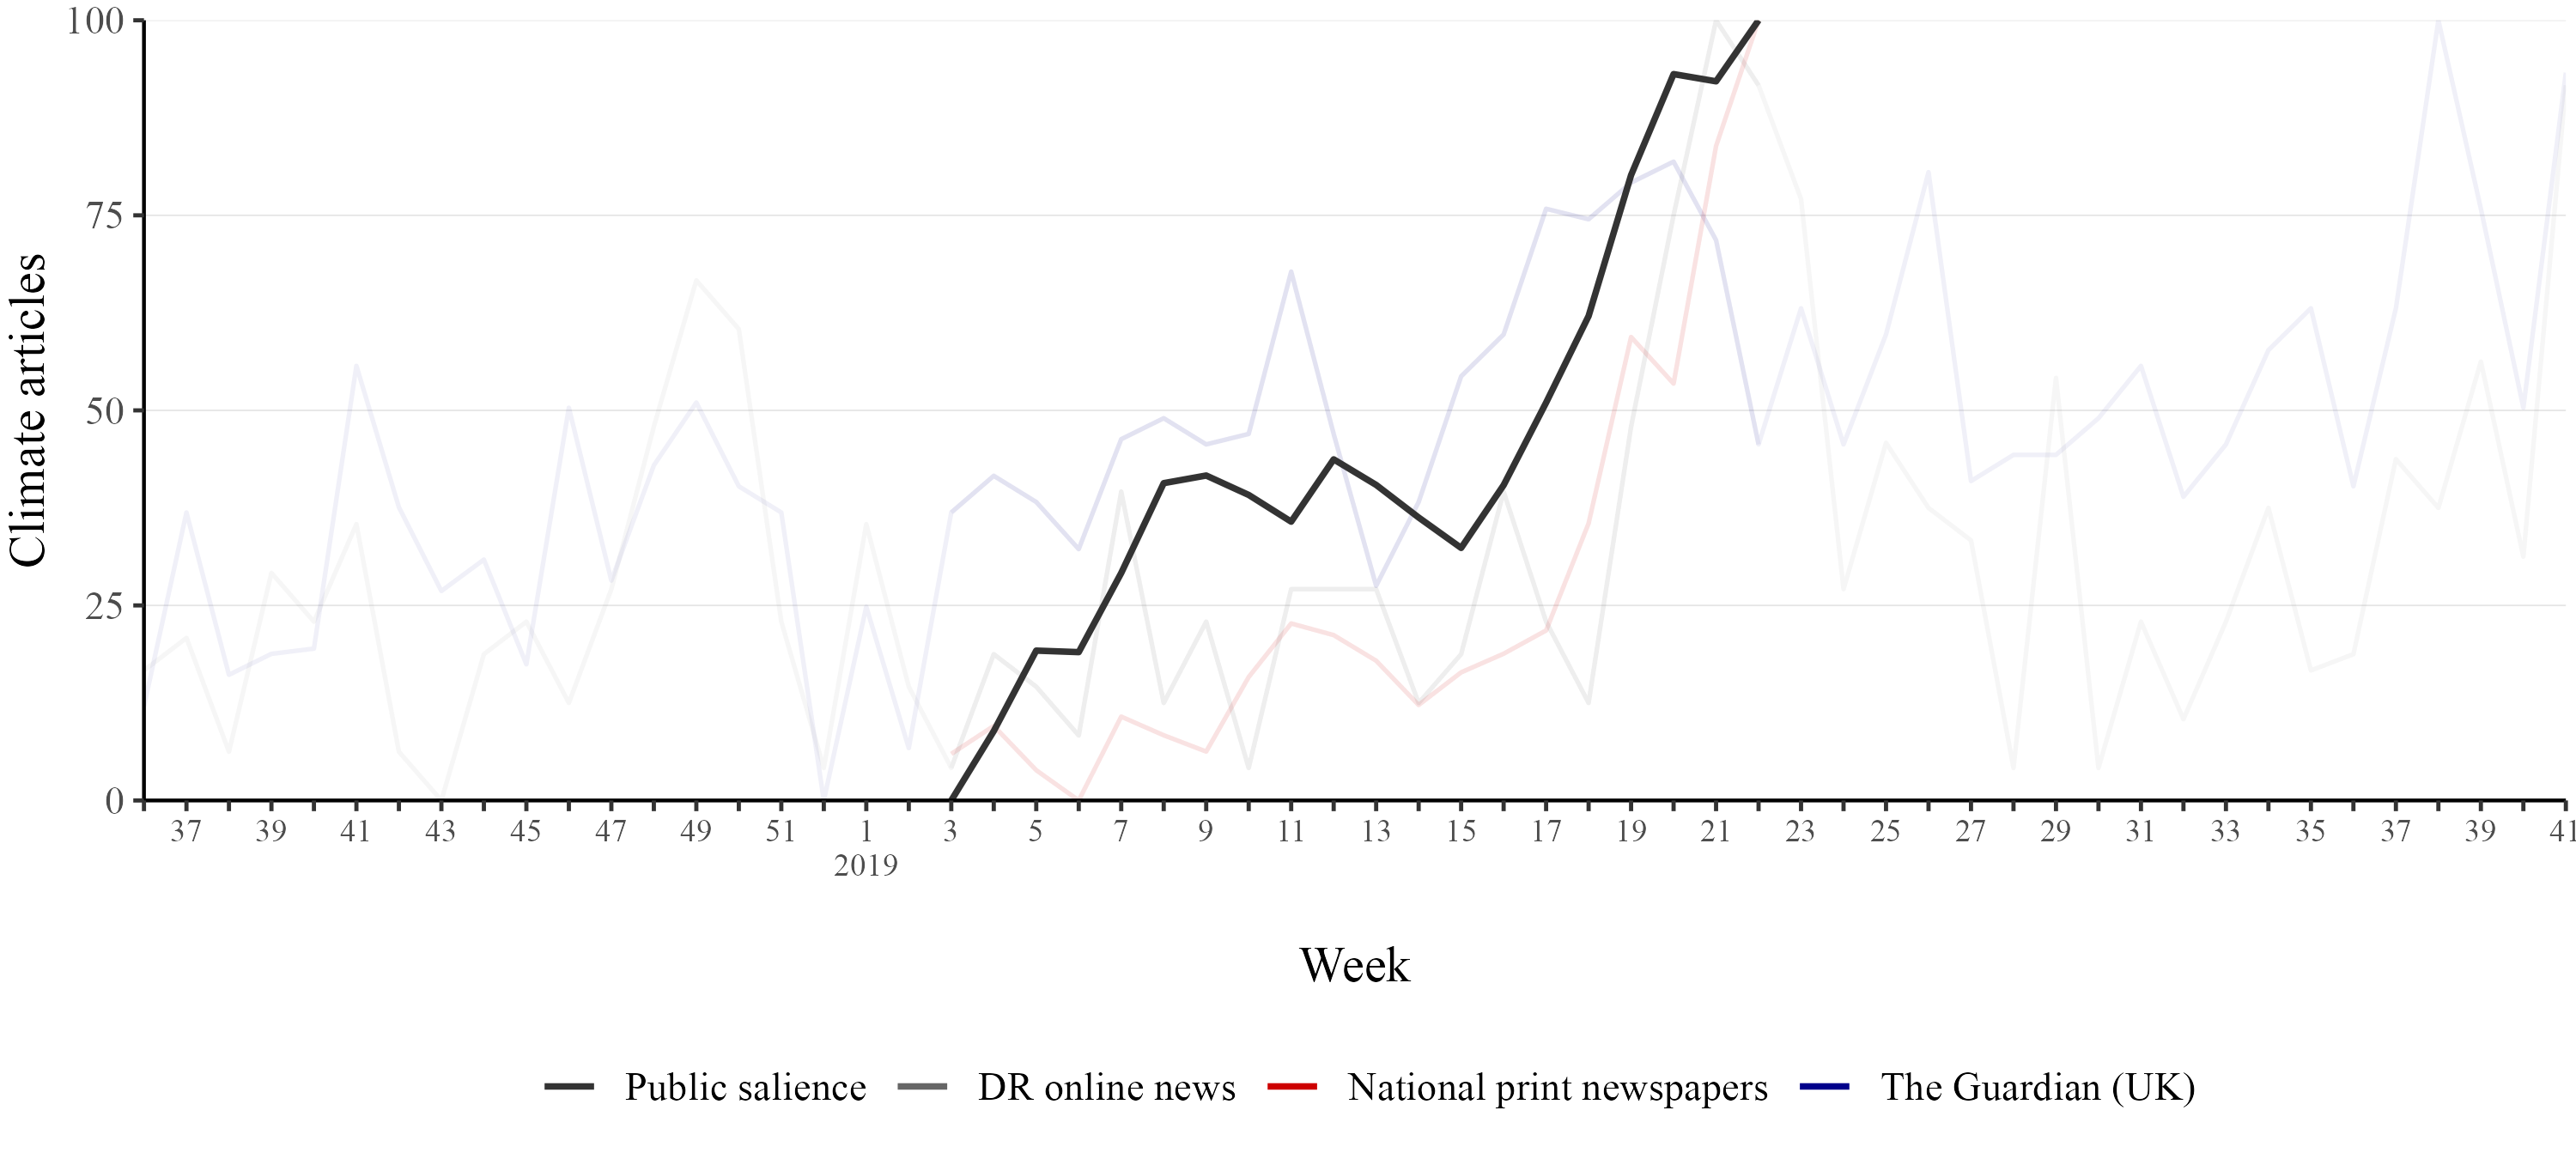 100
75
50
25
0
Climate articles
37 39 41 43 45 47 49 51 1 3 5 7 9 11 13 15 17 19 21 23 25 27 29 31 33 35 37 39 41
2019
Week
Public salience DR online news National print newspapers The Guardian (UK)